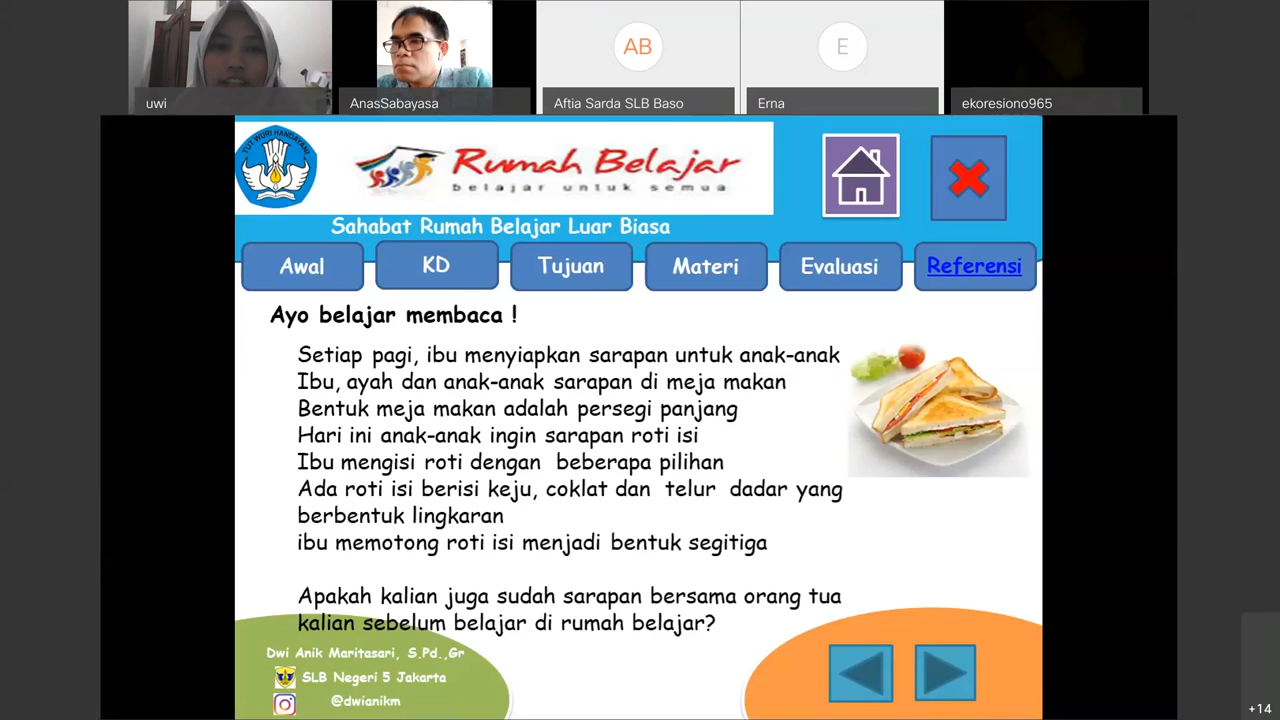 AB
E
uwi
AnasSabayasa
Aftia Sarda SLB Baso
Erna
ekoresiono965
TUT WURI HANDAYANI
Rumah Belajar
belajar untuk semua
Sahabat Rumah Belajar Luar Biasa
Awal
KD
Tujuan
Materi
Evaluasi
Referensi
Ayo belajar membaca !
Setiap pagi, ibu menyiapkan sarapan untuk anak-anak
Ibu, ayah dan anak-anak sarapan di meja makan
Bentuk meja makan adalah persegi panjang
Hari ini anak-anak ingin sarapan roti isi
Ibu mengisi roti dengan beberapa pilihan
Ada roti isi berisi keju, coklat dan telur dadar yang
berbentuk lingkaran
ibu memotong roti isi menjadi bentuk segitiga
Apakah kalian juga sudah sarapan bersama orang tua
kalian sebelum belajar di rumah belajar?
Dwi Anik Maritasari, S.Pd.,Gr
SLB Negeri 5 Jakarta
@dwianikm
+14